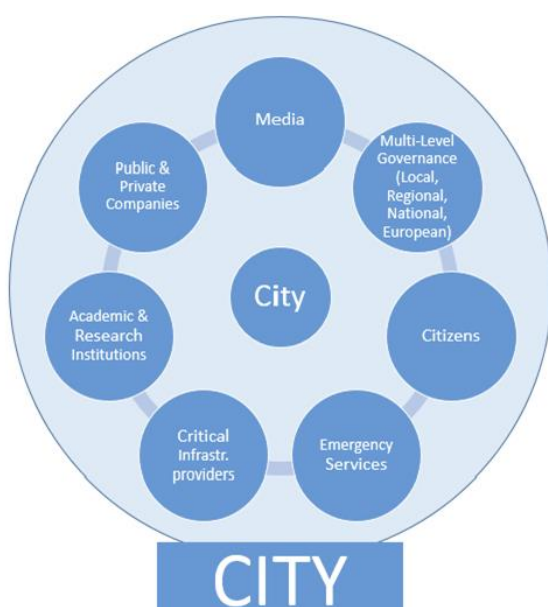 Media
Multi-Level
Governance
(Local,
Regional,
National,
European)
Citizens
Emergency
Services
Critical
Infrastr.
providers
Academic &
Research
Institutions
Public &
Private
Companies
City
CITY